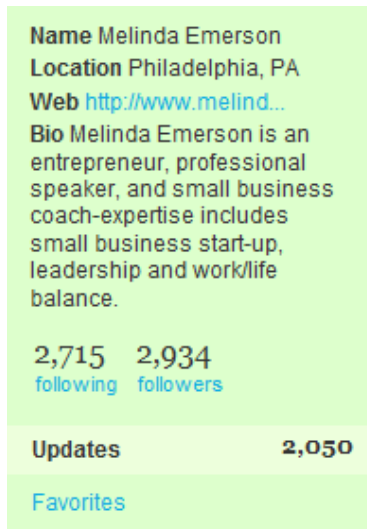 Name Melinda Emerson
Location Philadelphia, PA
Web http://www.melind...
Bio Melinda Emerson is an
entrepreneur, professional
speaker, and small business
coach-expertise includes
small business start-up,
leadership and work/life
balance.
2,715 2,934
following followers
Updates 2,050
Favorites